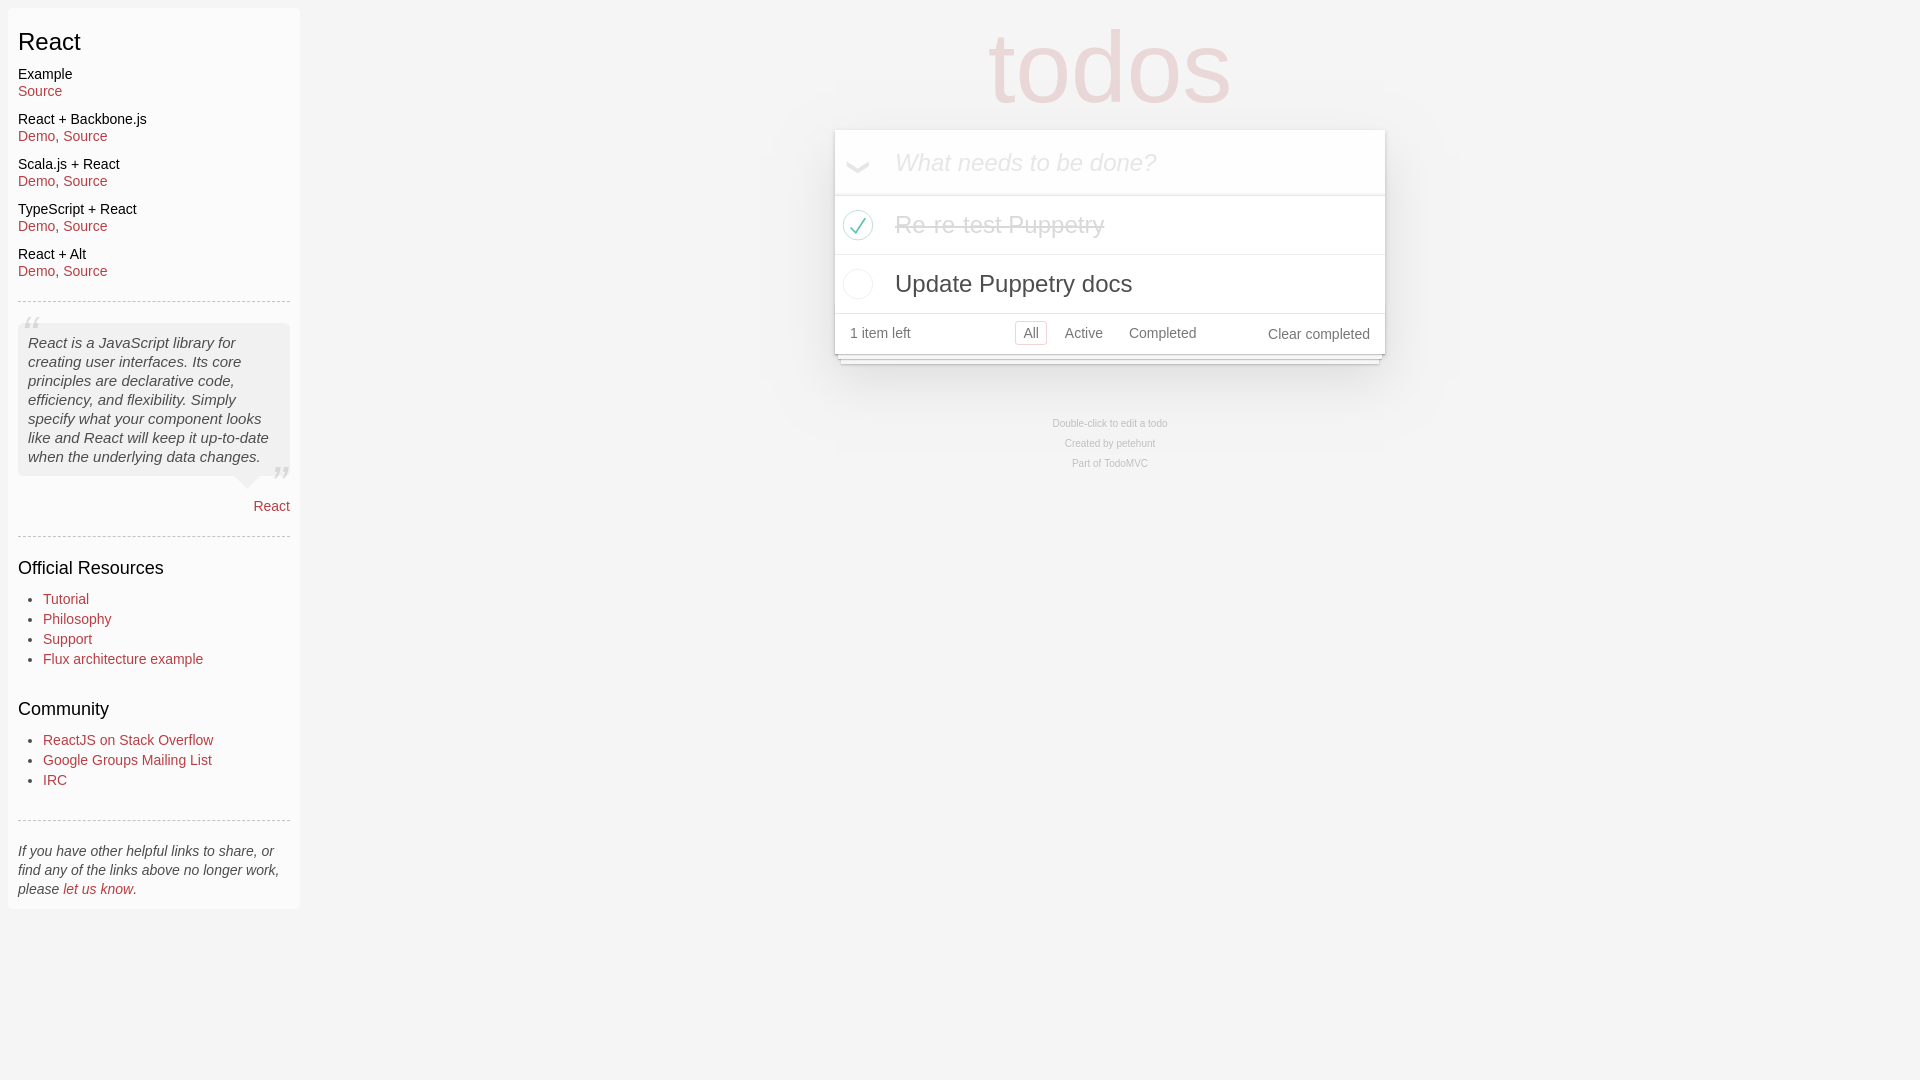 React
Example
Source
React + Backbone.js
Demo, Source
Scala.js + React
Demo, Source
TypeScript + React
Demo, Source
React + Alt
Demo, Source
“
React is a JavaScript library for
creating user interfaces. Its core
principles are declarative code,
efficiency, and flexibility. Simply
specify what your component looks
like and React will keep it up-to-date
when the underlying data changes.
”
React
Official Resources
• Tutorial
• Philosophy
• Support
• Flux architecture example
Community
• ReactJS on Stack Overflow
• Google Groups Mailing List
• IRC
If you have other helpful links to share, or
find any of the links above no longer work,
please let us know.
todos
What needs to be done?
Re-re-test Puppetry
Update Puppetry docs
1 item left All Active Completed Clear completed
Double-click to edit a todo
Created by petehunt
Part of TodoMVC